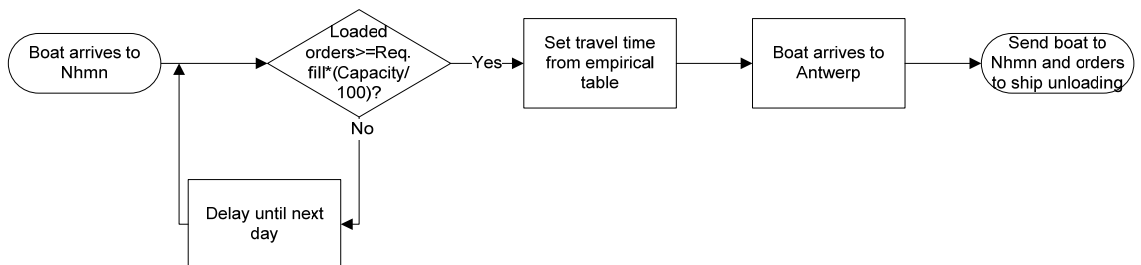 Boat arrives to
Nhmn
Loaded
orders>=Req.
fill*(Capacity/
100)?
Yes
No
Delay until next
day
Set travel time
from empirical
table
Boat arrives to
Antwerp
Send boat to
Nhmn and orders
to ship unloading